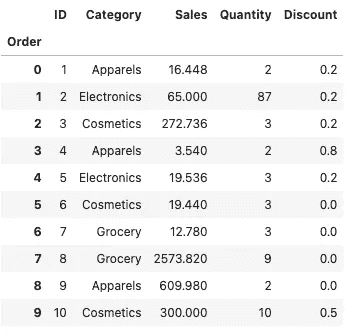 ID Category Sales Quantity Discount
Order
0 1 Apparels 16.448 2 0.2
1 2 Electronics 65.000 87 0.2
2 3 Cosmetics 272.736 3 0.2
3 4 Apparels 3.540 2 0.8
4 5 Electronics 19.536 3 0.2
5 6 Cosmetics 19.440 3 0.0
6 7 Grocery 12.780 3 0.0
7 8 Grocery 2573.820 9 0.0
8 9 Apparels 609.980 2 0.0
9 10 Cosmetics 300.000 10 0.5